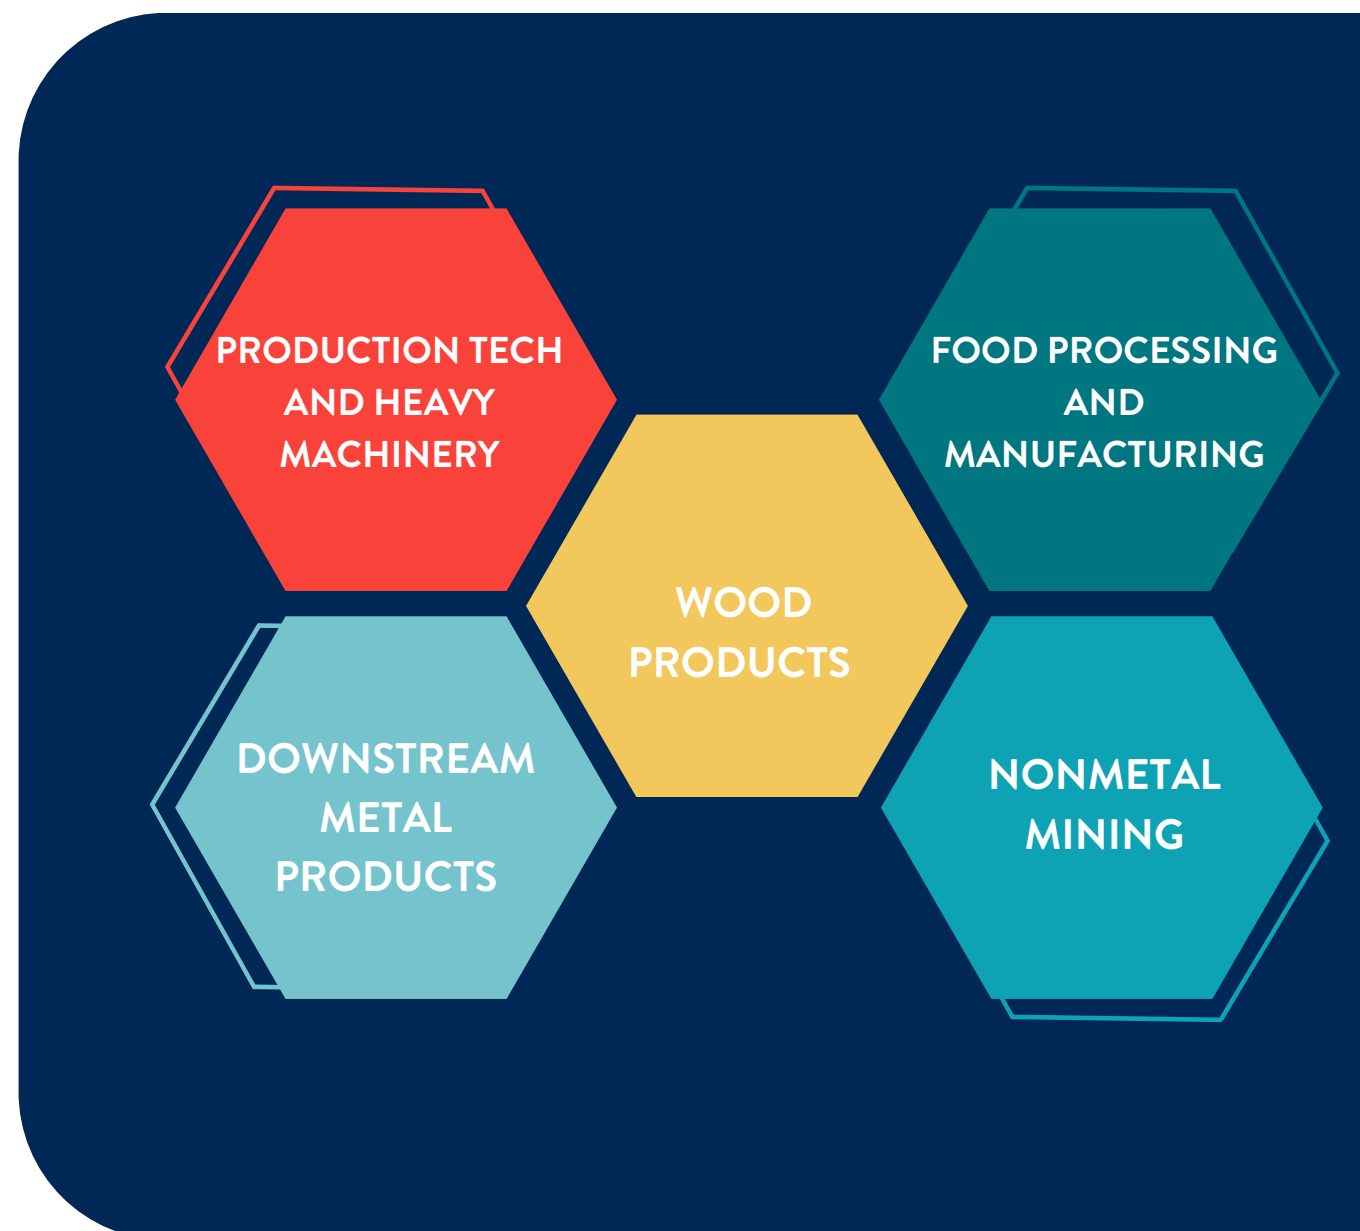 PRODUCTION TECH
AND HEAVY
MACHINERY
FOOD PROCESSING
AND
MANUFACTURING
WOOD
PRODUCTS
DOWNSTREAM
METAL
PRODUCTS
NONMETAL
MINING